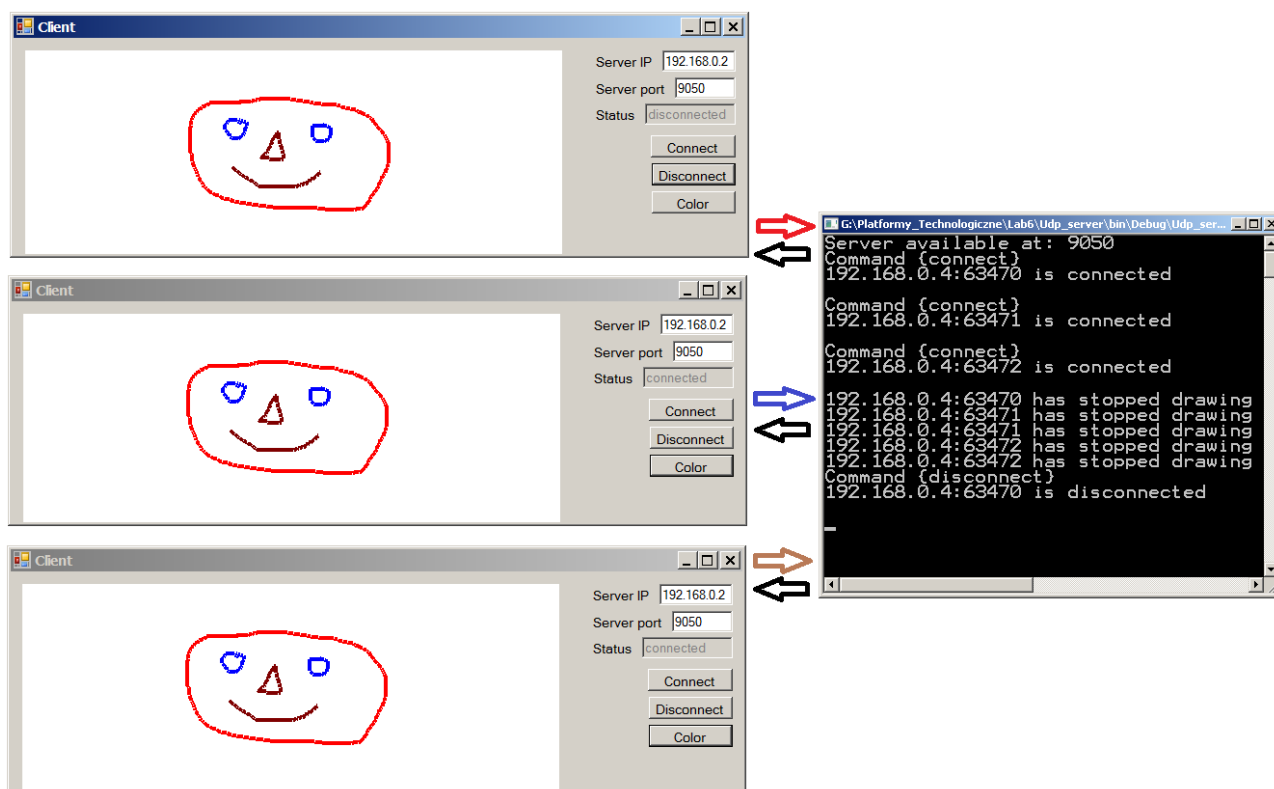 Client
Server IP 192.168.0.2
Server port 9050
Status disconnected
Connect
Disconnect
Color
Client
Server IP 192.168.0.2
Server port 9050
Status connected
Connect
Disconnect
Color
Client
Server IP 192.168.0.2
Server port 9050
Status connected
Connect
Disconnect
Color
G:\Platformy_Technologiczne\Lab6\Udp_server\bin\Debug\Udp_ser...
Server available at: 9050
Command {connect}
192.168.0.4:63470 is connected
Command {connect}
192.168.0.4:63471 is connected
Command {connect}
192.168.0.4:63472 is connected
192.168.0.4:63470 has stopped drawing
192.168.0.4:63471 has stopped drawing
192.168.0.4:63471 has stopped drawing
192.168.0.4:63472 has stopped drawing
192.168.0.4:63472 has stopped drawing
Command {disconnect}
192.168.0.4:63470 is disconnected